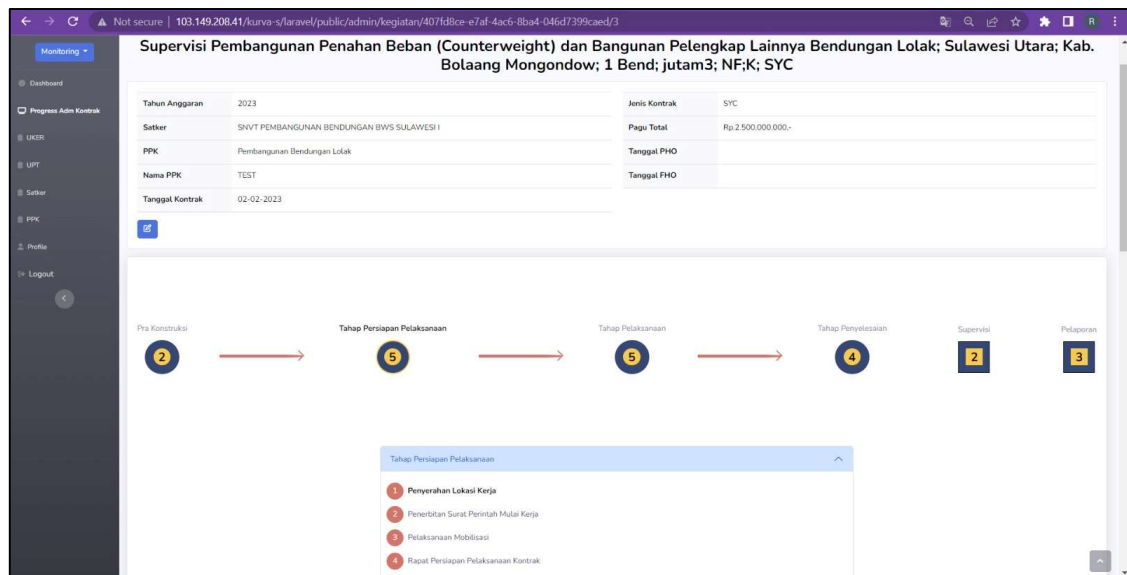 Not secure | 103.149.208.41/kurva-s/laravel/public/admin/kegiatan/407fd8ce-e7af-4ac6-8ba4-046d7399caed/3
R
Monitoring
Dashboard
Progress Adm Kontrak
UKER
UPT
Satker
PPK
Profile
Logout
Supervisi Pembangunan Penahan Beban (Counterweight) dan Bangunan Pelengkap Lainnya Bendungan Lolak; Sulawesi Utara; Kab.
Bolaang Mongondow; 1 Bend; jutam3; NF;K; SYC
Tahun Anggaran 2023
Satker SNVT PEMBANGUNAN BENDUNGAN BWS SULAWESI I
PPK Pembangunan Bendungan Lolak
Nama PPK TEST
Tanggal Kontrak 02-02-2023
Jenis Kontrak SYC
Pagu Total Rp.2.500.000.000.-
Tanggal PHO
Tanggal FHO
Pra Konstruksi Tahap Persiapan Pelaksanaan Tahap Pelaksanaan Tahap Penyelesaian Supervisi Pelaporan
2 5 5 4 2 3
Tahap Persiapan Pelaksanaan
1 Penyerahan Lokasi Kerja
2 Penerbitan Surat Perintah Mulai Kerja
3 Pelaksanaan Mobilisasi
4 Rapat Persiapan Pelaksanaan Kontrak